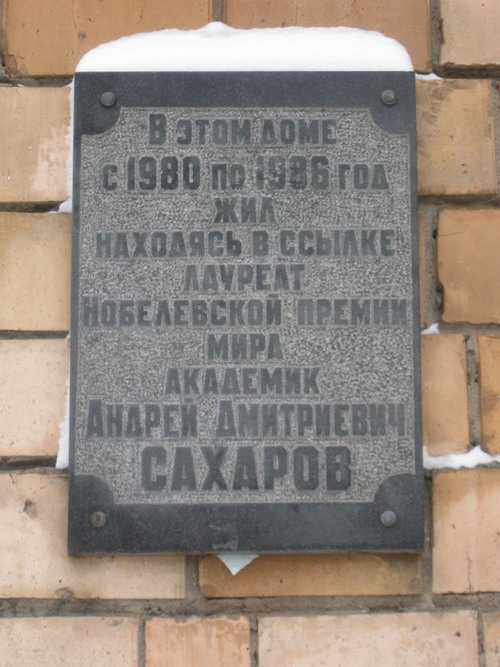 В ЭТОМ ДОМЕ
С 1980 ПО 1986 ГОД
ЖИЛ
НАХОДЯСЬ В ССЫЛКЕ
ЛАУРЕАТ
НОБЕЛЕВСКОЙ ПРЕМИИ
МИРА
АКАДЕМИК
АНДРЕЙ ДМИТРИЕВИЧ
САХАРОВ